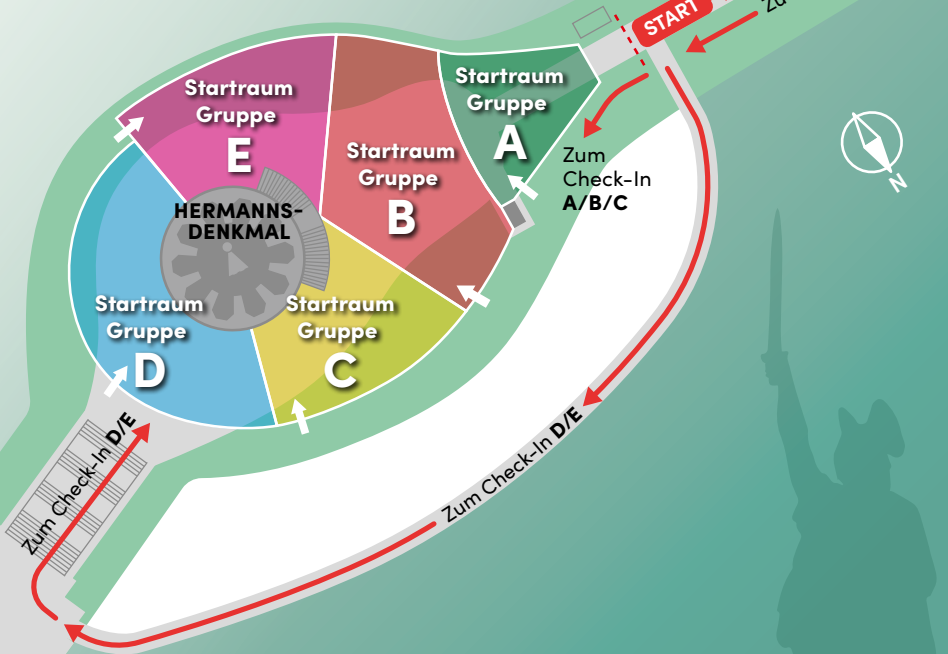 START
Zu
Startraum
Gruppe
A
Startraum
Gruppe
E
Startraum
Gruppe
B
Zum
Check-In
A/B/C
N
HERMANNS-
DENKMAL
Startraum
Gruppe
D
Startraum
Gruppe
C
Zum Check-In D/E
Zum Check-In D/E